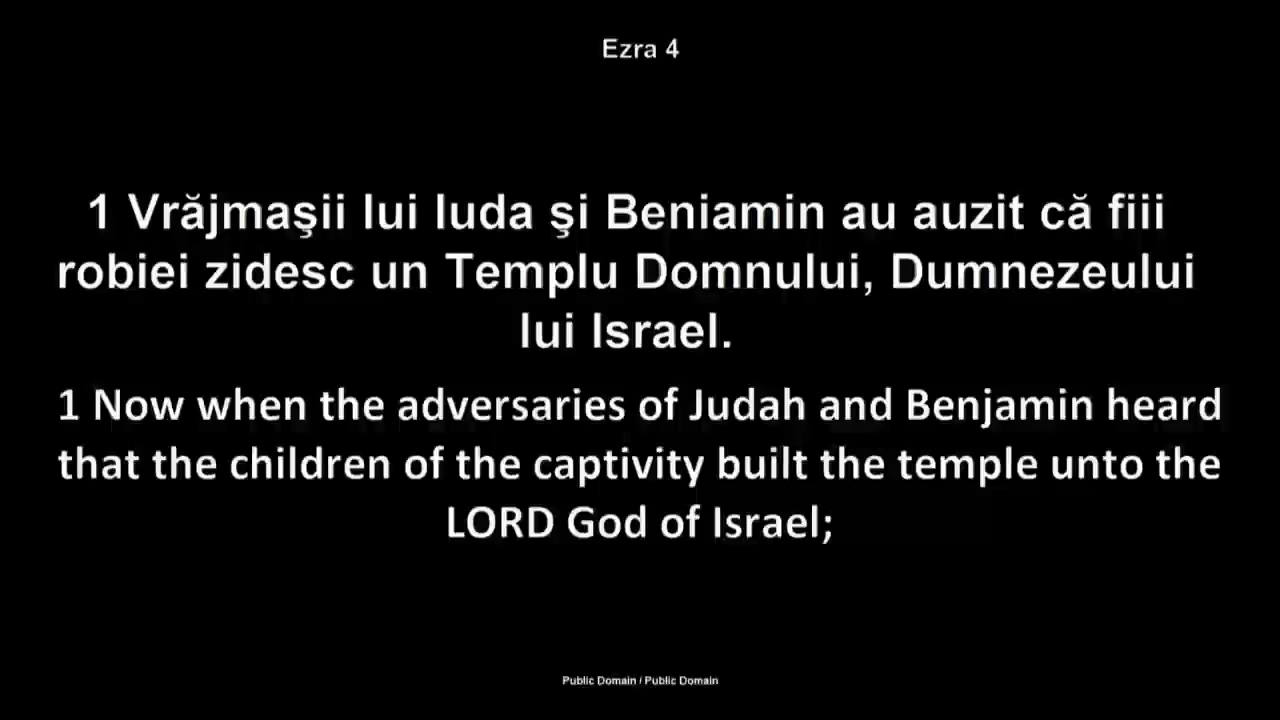 Ezra 4
1 Vrăjmaşii lui Iuda şi Beniamin au auzit că fiii
robiei zidesc un Templu Domnului, Dumnezeului
lui Israel.
1 Now when the adversaries of Judah and Benjamin heard
that the children of the captivity built the temple unto the
LORD God of Israel;
Public Domain / Public Domain